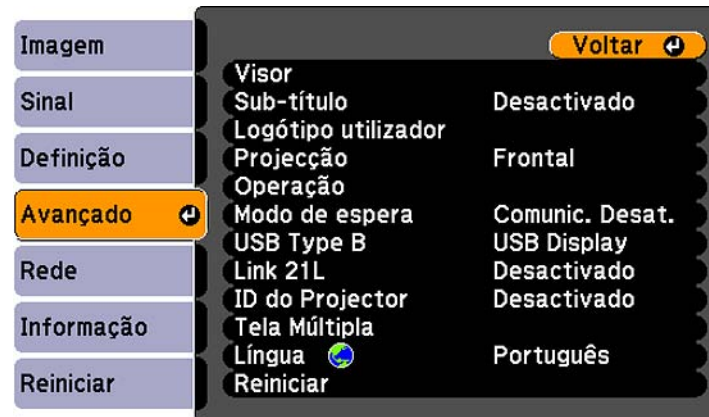 Imagem
Sinal
Definição
Avançado
Rede
Informação
Reiniciar
Voltar
Visor
Sub-título Desactivado
Logótipo utilizador
Projecção Frontal
Operação
Modo de espera Comunic. Desat.
USB Type B USB Display
Link 21L Desactivado
ID do Projector Desactivado
Tela Múltipla
Língua Português
Reiniciar